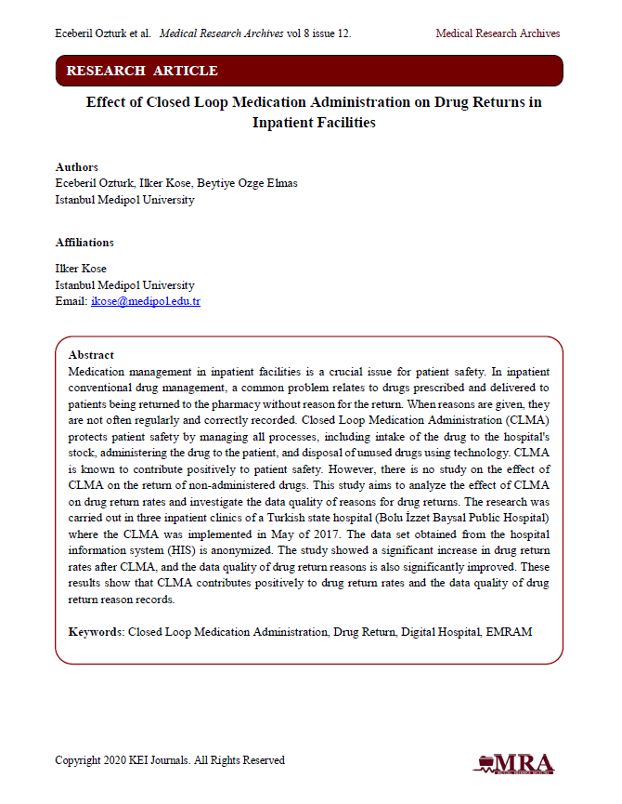 Eceberil Ozturk et al. Medical Research Archives vol 8 issue 12. Medical Research Archives
RESEARCH ARTICLE
Effect of Closed Loop Medication Administration on Drug Returns in
Inpatient Facilities
Authors
Eceberil Ozturk, Ilker Kose, Beytiye Ozge Elmas
Istanbul Medipol University
Affiliations
Ilker Kose
Istanbul Medipol University
Email: ikose@medipol.edu.tr
Abstract
Medication management in inpatient facilities is a crucial issue for patient safety. In inpatient
conventional drug management, a common problem relates to drugs prescribed and delivered to
patients being returned to the pharmacy without reason for the return. When reasons are given, they
are not often regularly and correctly recorded. Closed Loop Medication Administration (CLMA)
protects patient safety by managing all processes, including intake of the drug to the hospital's
stock, administering the drug to the patient, and disposal of unused drugs using technology. CLMA
is known to contribute positively to patient safety. However, there is no study on the effect of
CLMA on the return of non-administered drugs. This study aims to analyze the effect of CLMA
on drug return rates and investigate the data quality of reasons for drug returns. The research was
carried out in three inpatient clinics of a Turkish state hospital (Bolu İzzet Baysal Public Hospital)
where the CLMA was implemented in May of 2017. The data set obtained from the hospital
information system (HIS) is anonymized. The study showed a significant increase in drug return
rates after CLMA, and the data quality of drug return reasons is also significantly improved. These
results show that CLMA contributes positively to drug return rates and the data quality of drug
return reason records.
Keywords: Closed Loop Medication Administration, Drug Return, Digital Hospital, EMRAM
Copyright 2020 KEI Journals. All Rights Reserved
MRA